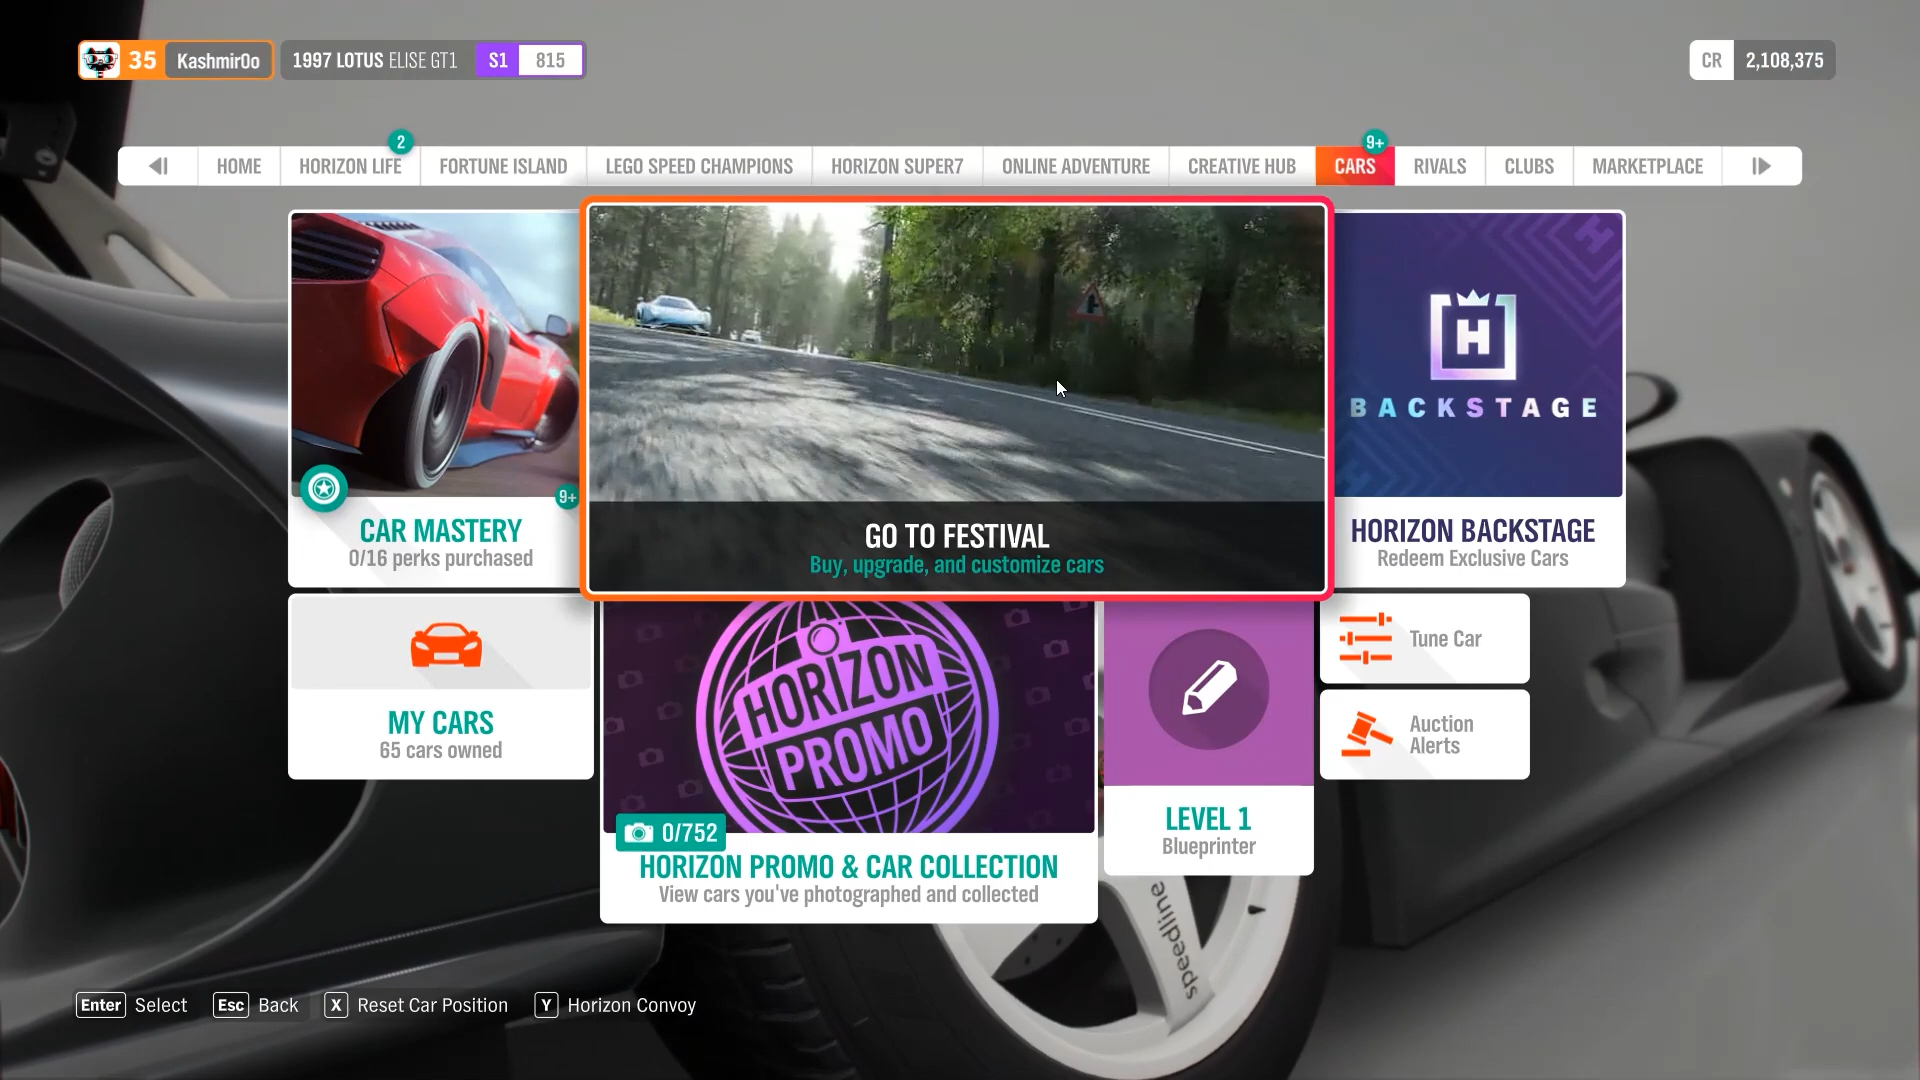 35 Kashmir0o 1997 LOTUS ELISE GT1 S1 815 CR 2,108,375
2 9+
HOME HORIZON LIFE FORTUNE ISLAND LEGO SPEED CHAMPIONS HORIZON SUPER7 ONLINE ADVENTURE CREATIVE HUB CARS RIVALS CLUBS MARKETPLACE
H
BACKSTAGE
9+
CAR MASTERY
0/16 perks purchased
GO TO FESTIVAL
Buy, upgrade, and customize cars
HORIZON BACKSTAGE
Redeem Exclusive Cars
MY CARS
65 cars owned
HORIZON
PROMO
0/752
HORIZON PROMO & CAR COLLECTION
View cars you've photographed and collected
LEVEL 1
Blueprinter
Tune Car
Auction
Alerts
speedline
Enter Select Esc Back X Reset Car Position Y Horizon Convoy